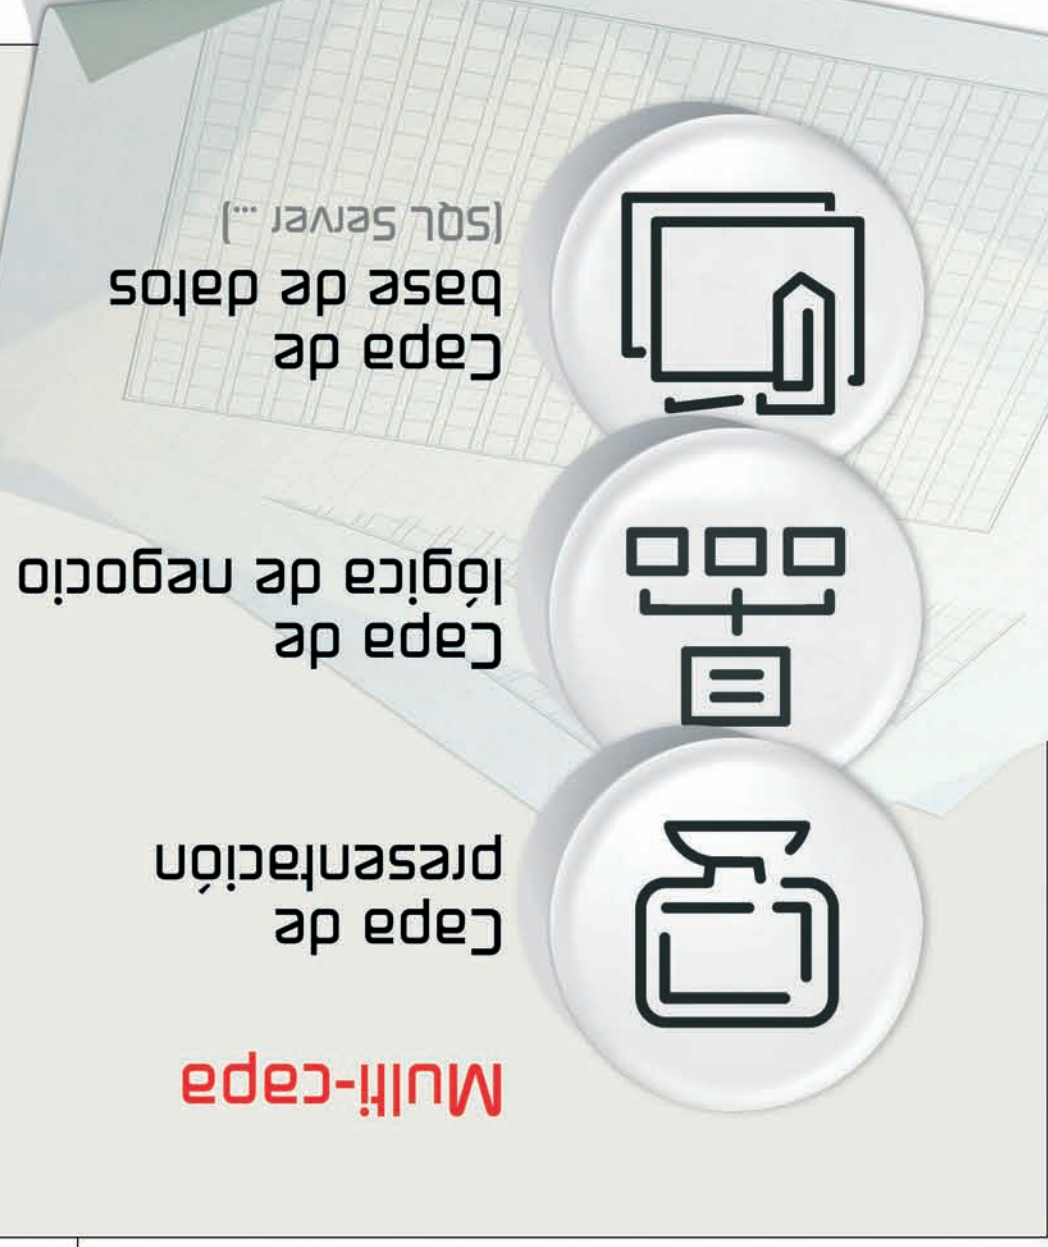 Multi-capa
Capa de
presentación
Capa de
lógica de negocio
Capa de
base de datos
(SQL Server ...)